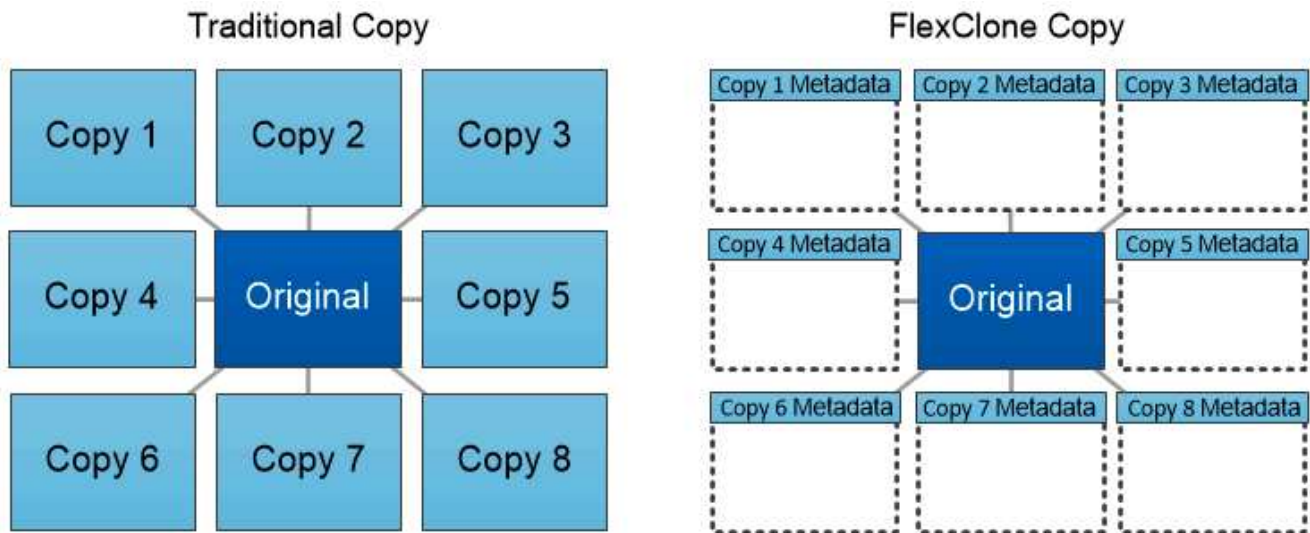 Traditional Copy
Copy 1
Copy 2
Copy 3
Copy 4
Original
Copy 5
Copy 6
Copy 7
Copy 8
FlexClone Copy
Copy 1 Metadata
Copy 2 Metadata
Copy 3 Metadata
Copy 4 Metadata
Original
Copy 5 Metadata
Copy 6 Metadata
Copy 7 Metadata
Copy 8 Metadata